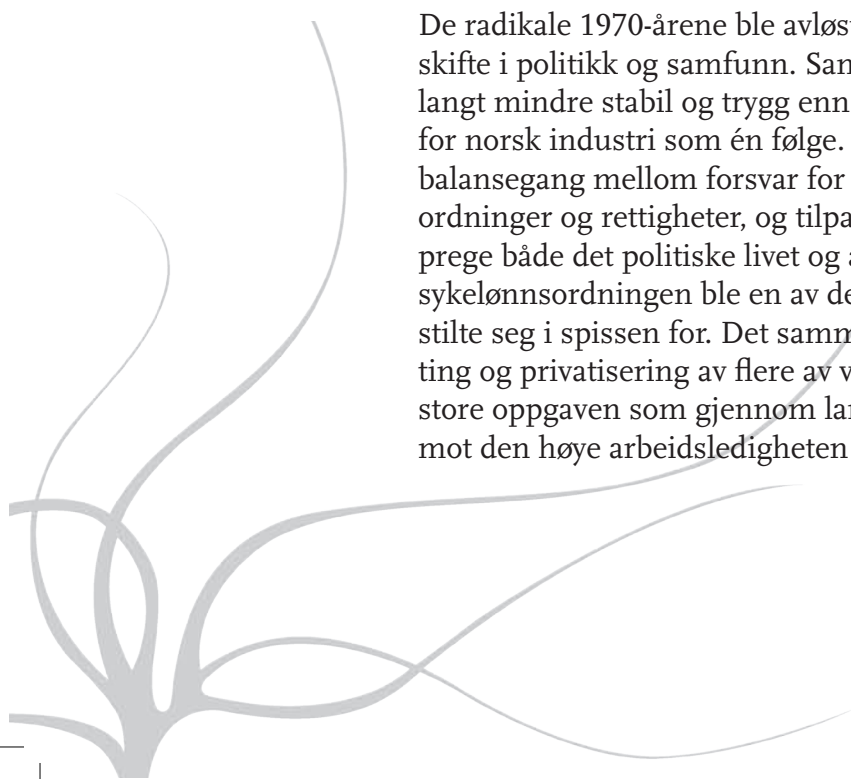 De radikale 1970-årene ble avløst
skifte i politikk og samfunn.
langt mindre stabil og trygg enn
for norsk industri som én følge.
balansegang mellom forsvar for
ordninger og rettigheter, og tilpa
prege både det politiske livet og a
sykelønnsordningen ble en av de
stilte seg i spissen for. Det samm
ting og privatisering av flere av v
store oppgaven som gjennom lan
mot den høye arbeidsledigheten